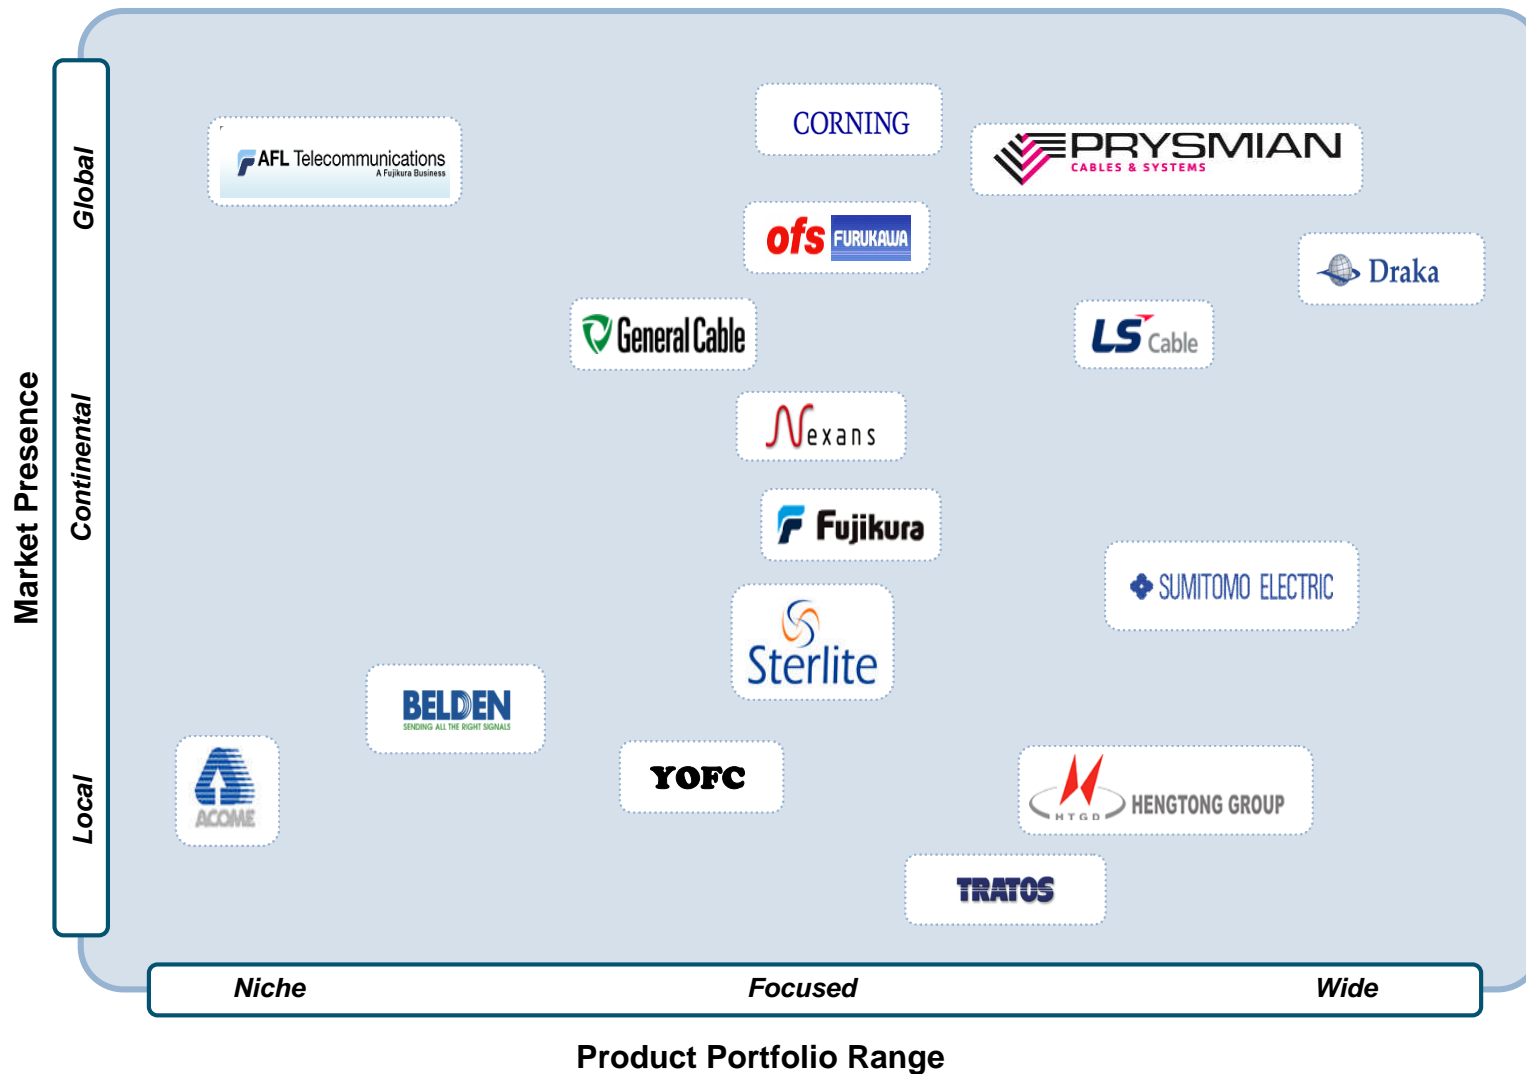 CORNING
AFL Telecommunications
A Fujikura Business
PRYSMIAN
CABLES & SYSTEMS
Global
ofs FURUKAWA
Draka
General Cable
LS Cable
Market Presence
Continental
Nexans
Fujikura
SUMITOMO ELECTRIC
Sterlite
BELDEN
SENDING ALL THE RIGHT SIGNALS
Local
ACOME
YOFC
HTGD HENGTONG GROUP
TRATOS
Niche Focused Wide
Product Portfolio Range